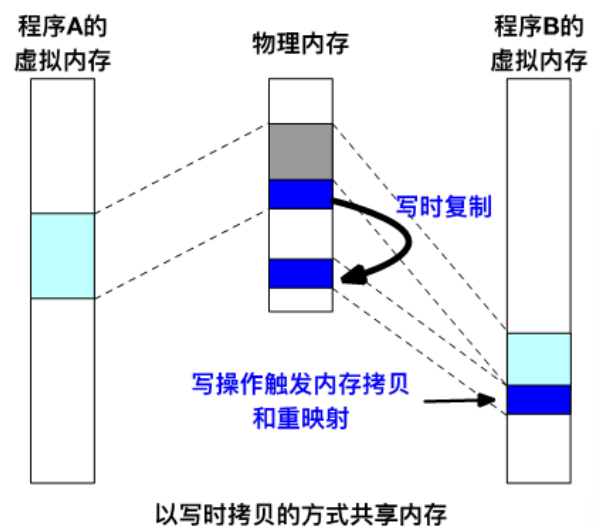 程序A的
虚拟内存
物理内存
程序B的
虚拟内存
写时复制
写操作触发内存拷贝
和重映射
以写时拷贝的方式共享内存